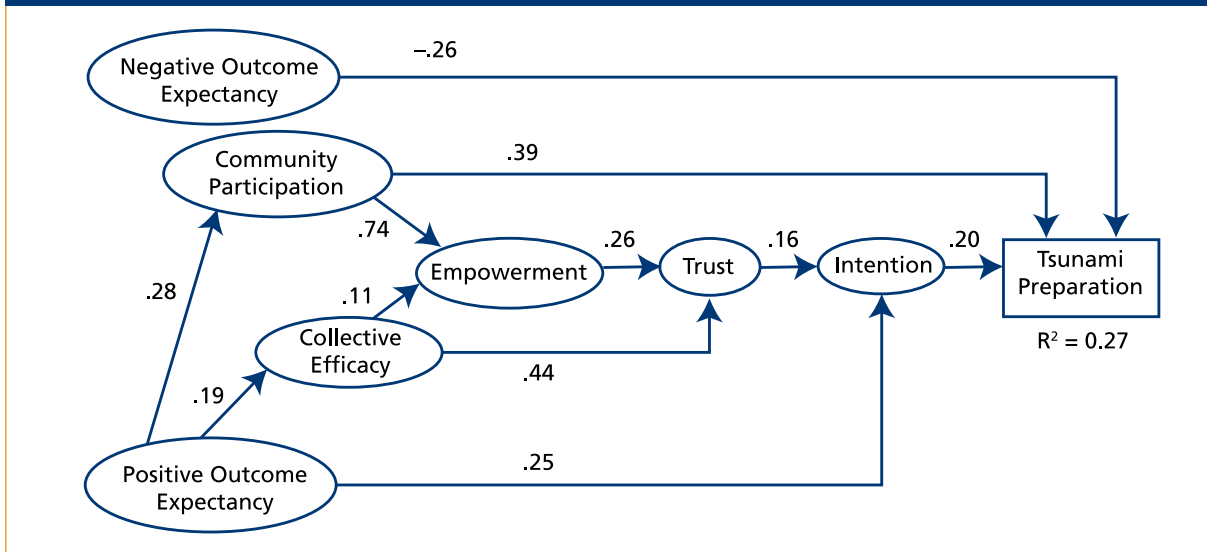 –.26
Negative Outcome
Expectancy
.39
Community
Participation
.74
.26
.16
.20
Empowerment
Trust
Intention
Tsunami
Preparation
.28
.11
R² = 0.27
Collective
Efficacy
.44
.19
.25
Positive Outcome
Expectancy